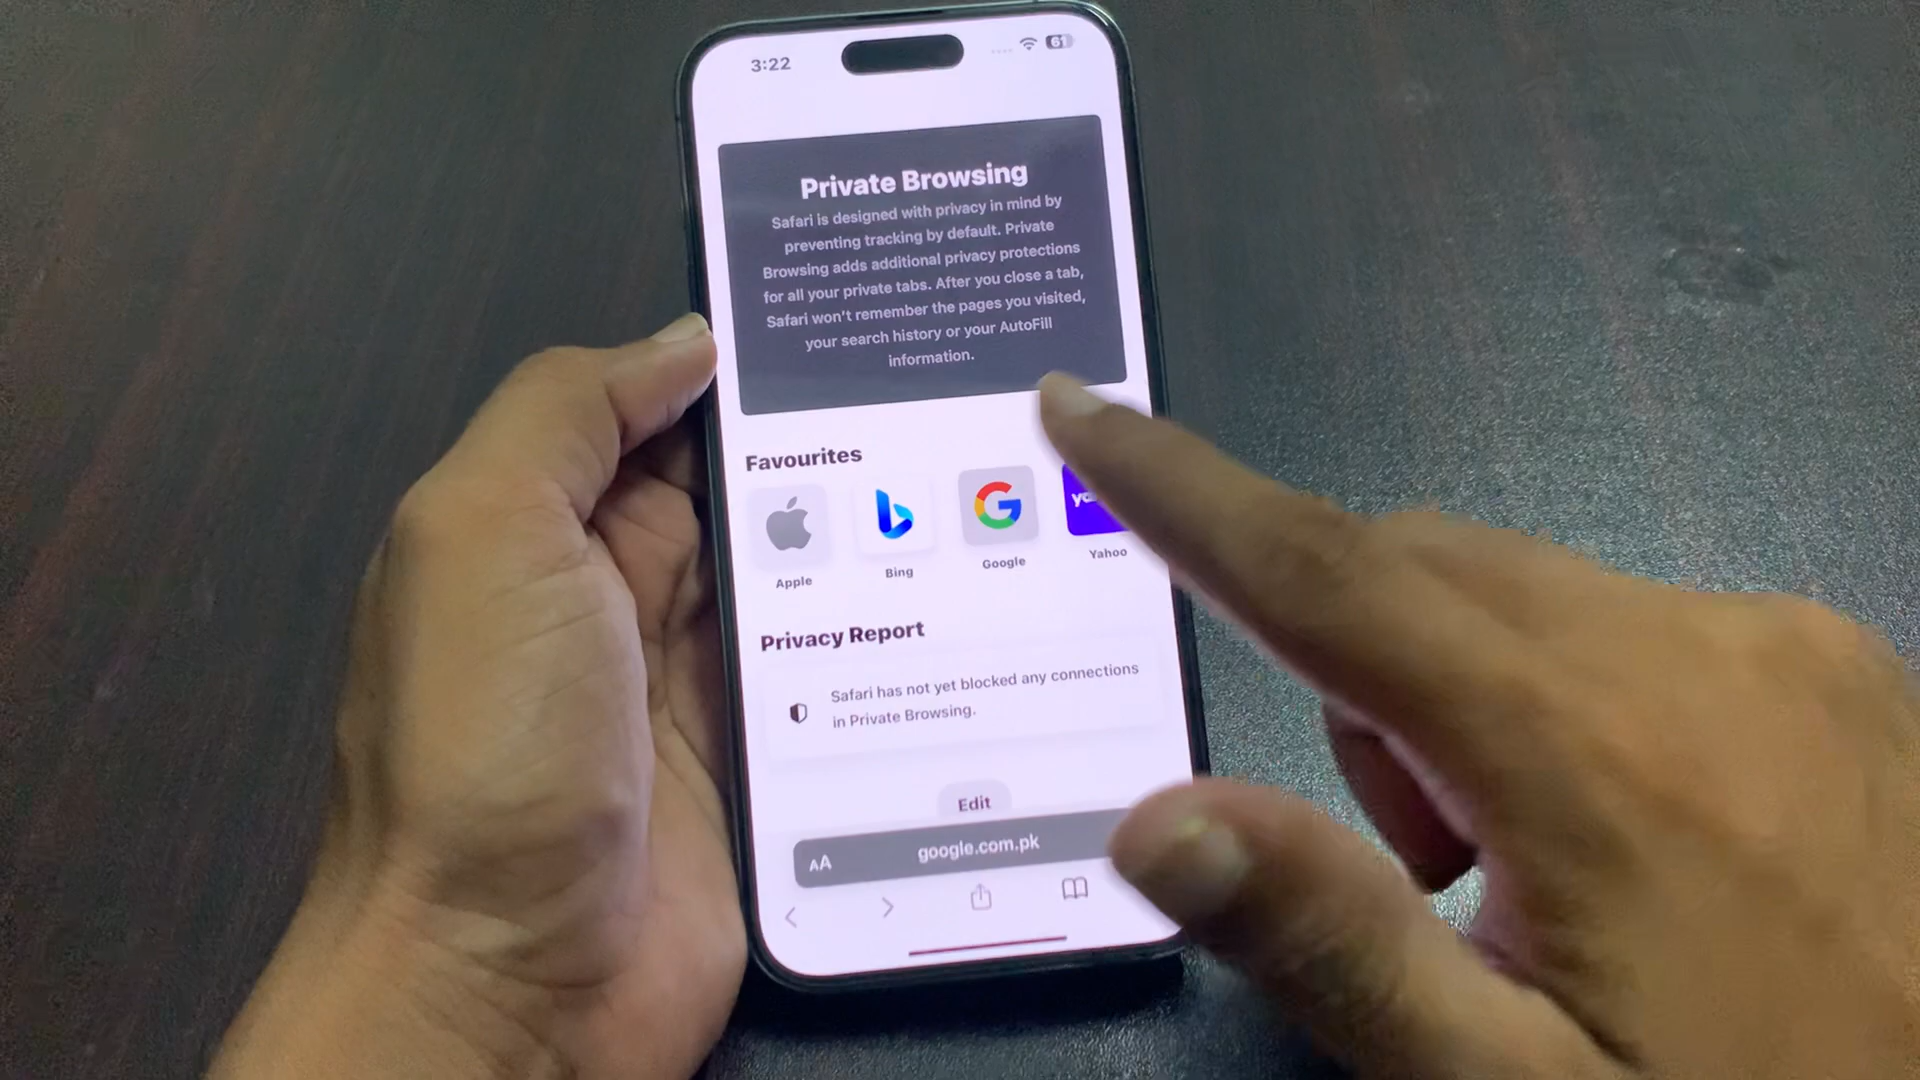 3:22
61
Private Browsing
Safari is designed with privacy in mind by
preventing tracking by default. Private
Browsing adds additional privacy protections
for all your private tabs. After you close a tab,
Safari won't remember the pages you visited,
your search history or your AutoFill
information.
Favourites
Apple
Bing
Google
Yahoo
Privacy Report
Safari has not yet blocked any connections
in Private Browsing.
Edit
AA
google.com.pk